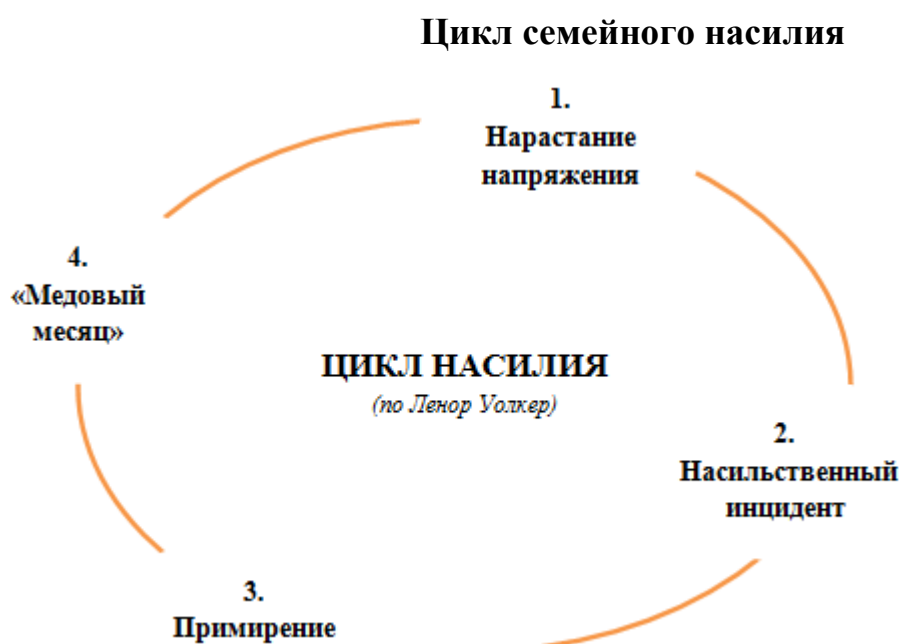 Цикл семейного насилия
1.
Нарастание
напряжения
4.
«Медовый
месяц»
ЦИКЛ НАСИЛИЯ
(по Ленор Уолкер)
2.
Насильственный
инцидент
3.
Примирение